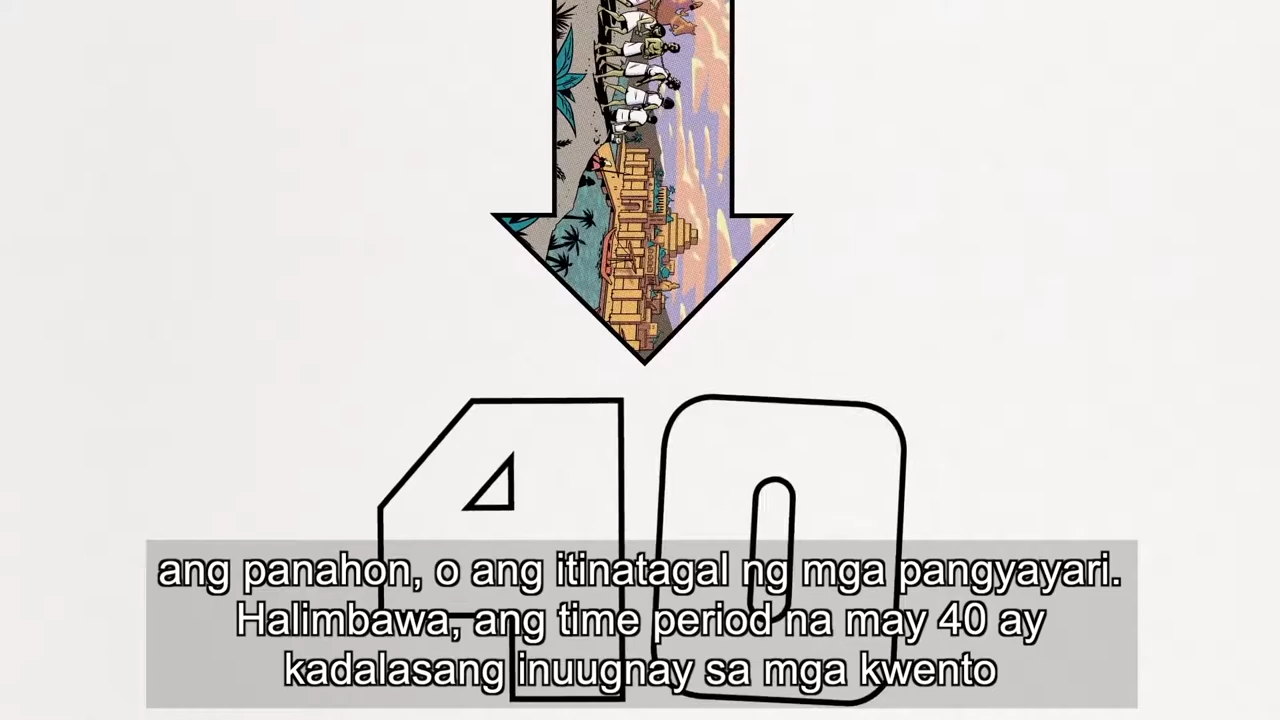 40
ang panahon, o ang itinatagal ng mga pangyayari.
Halimbawa, ang time period na may 40 ay
kadalasang inuugnay sa mga kwento